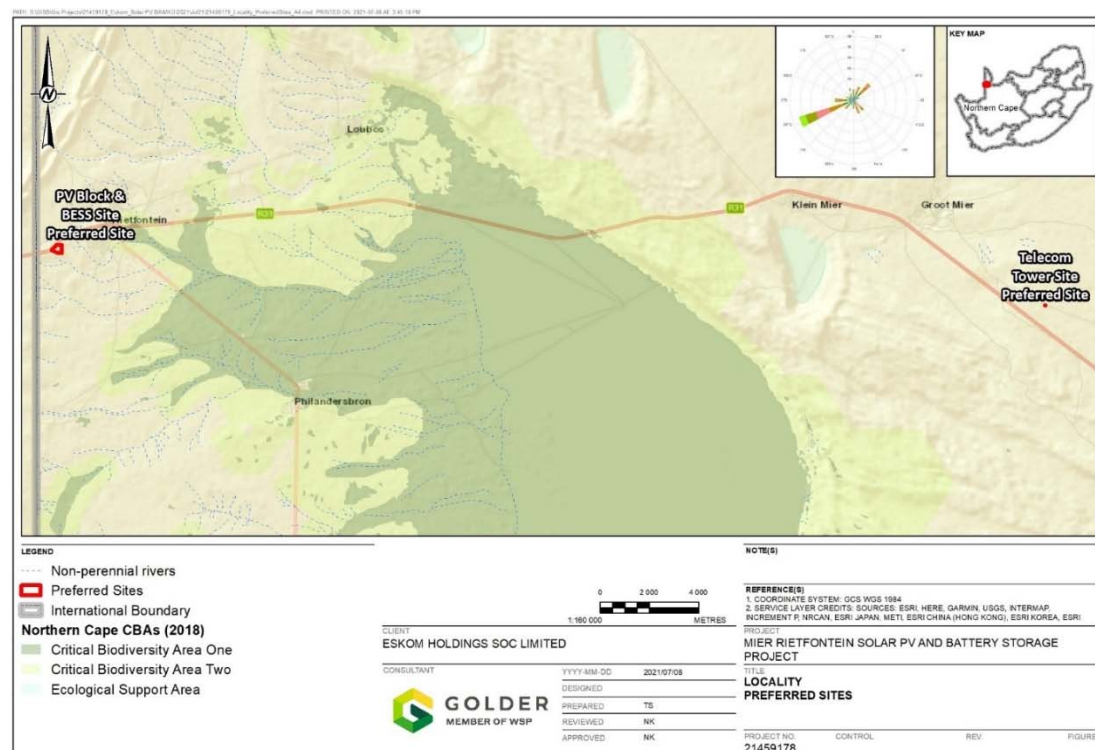 Loubos
PV Block &
BESS Site
Preferred Site
R31
R31
Klein Mier
Groot Mier
Telecom
Tower Site
Preferred Site
Philandersbron
N
KEY MAP
Northern Cape
LEGEND
Non-perennial rivers
Preferred Sites
International Boundary
Northern Cape CBAs (2018)
Critical Biodiversity Area One
Critical Biodiversity Area Two
Ecological Support Area
0 2 000 4 000
1:160 000 METRES
CLIENT
ESKOM HOLDINGS SOC LIMITED
CONSULTANT
GOLDER
MEMBER OF WSP
YYYY-MM-DD 2021/07/08
DESIGNED
PREPARED TS
REVIEWED NK
APPROVED NK
NOTE(S)
REFERENCE(S)
1. COORDINATE SYSTEM: GCS WGS 1984
2. SERVICE LAYER CREDITS: SOURCES: ESRI, HERE, GARMIN, USGS, INTERMAP,
INCREMENT P, NRCAN, ESRI JAPAN, METI, ESRI CHINA (HONG KONG), ESRI KOREA, ESRI
PROJECT
MIER RIETFONTEIN SOLAR PV AND BATTERY STORAGE
PROJECT
TITLE
LOCALITY
PREFERRED SITES
PROJECT NO. CONTROL REV. FIGURE
21459178